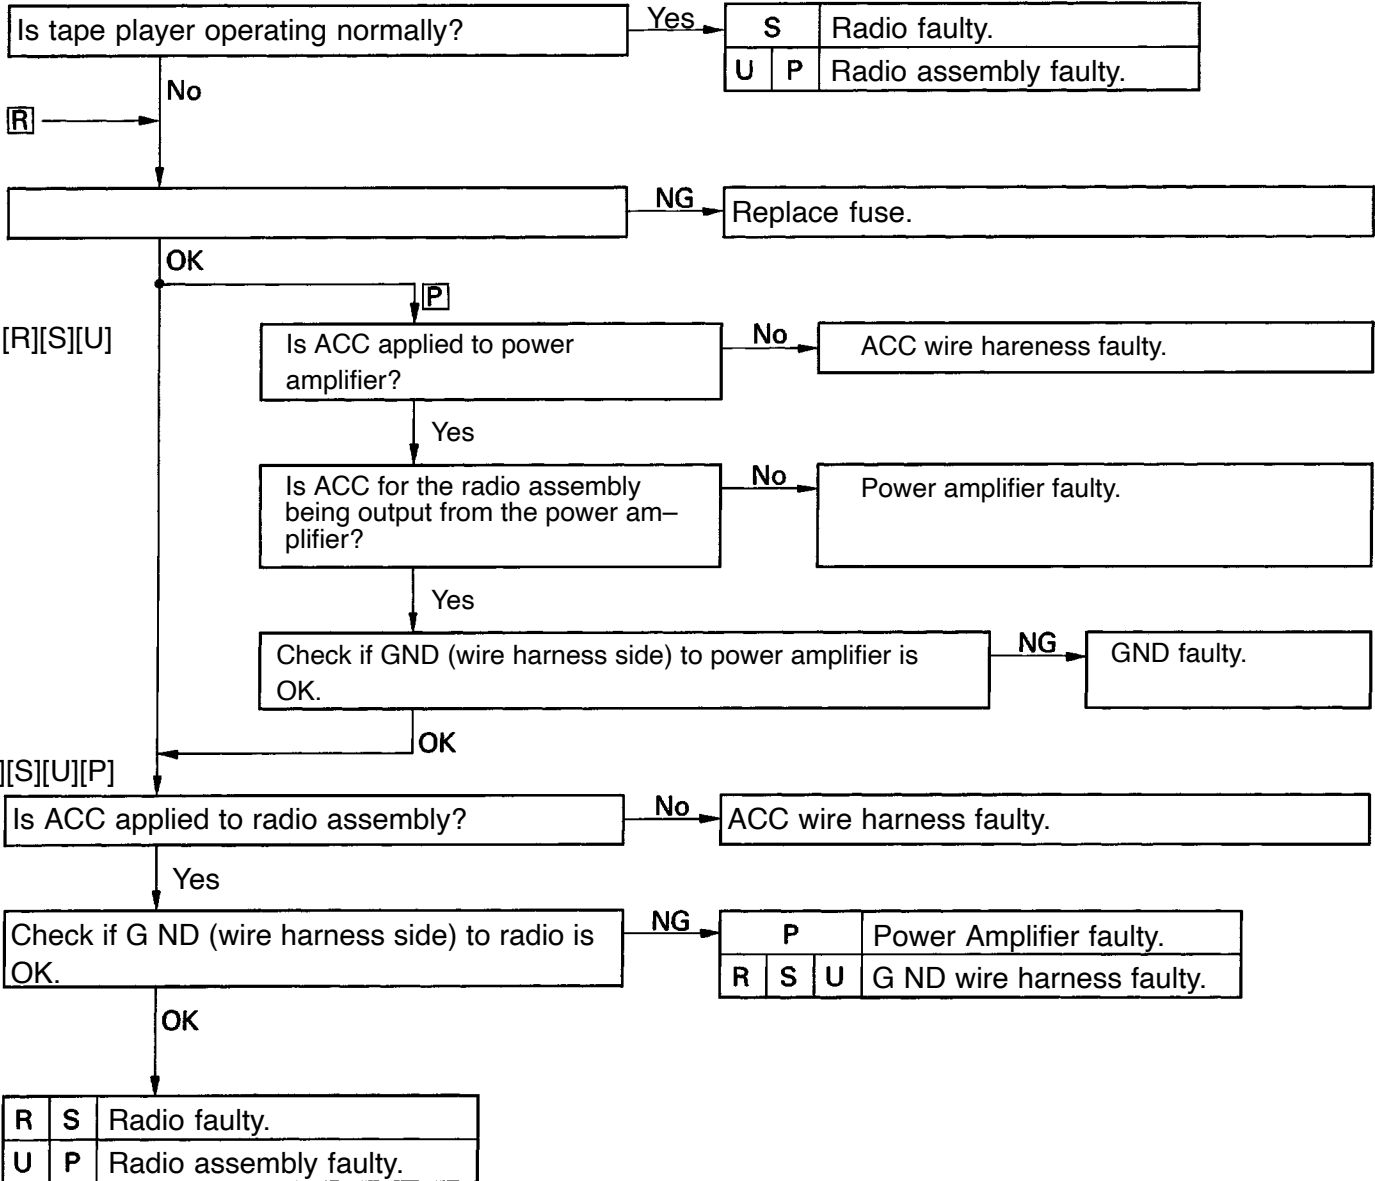 Is tape player operating normally?
Yes
S Radio faulty.
U P Radio assembly faulty.
No
R
NG
Replace fuse.
OK
P
[R][S][U]
Is ACC applied to power
amplifier?
No
ACC wire hareness faulty.
Yes
Is ACC for the radio assembly
being output from the power am–
plifier?
No
Power amplifier faulty.
Yes
Check if GND (wire harness side) to power amplifier is
OK.
NG
GND faulty.
OK
][S][U][P]
Is ACC applied to radio assembly?
No
ACC wire harness faulty.
Yes
Check if G ND (wire harness side) to radio is
OK.
NG
P Power Amplifier faulty.
R S U G ND wire harness faulty.
OK
R S Radio faulty.
U P Radio assembly faulty.